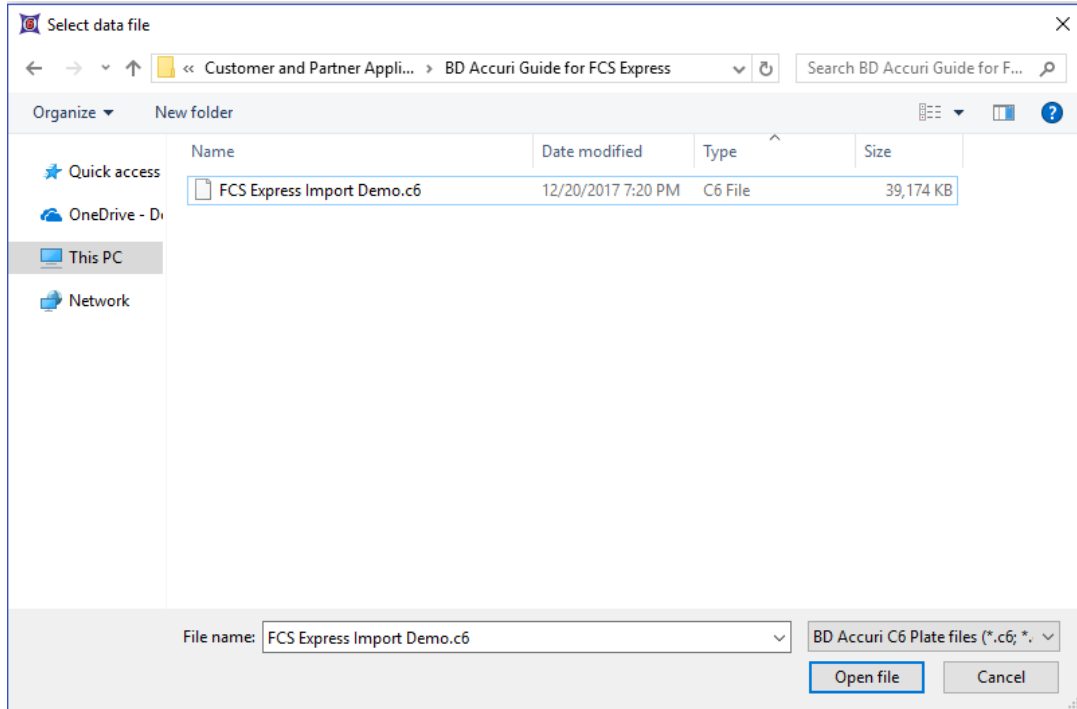 Select data file
« Customer and Partner Appli... › BD Accuri Guide for FCS Express
Search BD Accuri Guide for F...
Organize New folder
Name Date modified Type Size
Quick access
FCS Express Import Demo.c6 12/20/2017 7:20 PM C6 File 39,174 KB
OneDrive - D
This PC
Network
File name: FCS Express Import Demo.c6 BD Accuri C6 Plate files (*.c6; *.
Open file Cancel